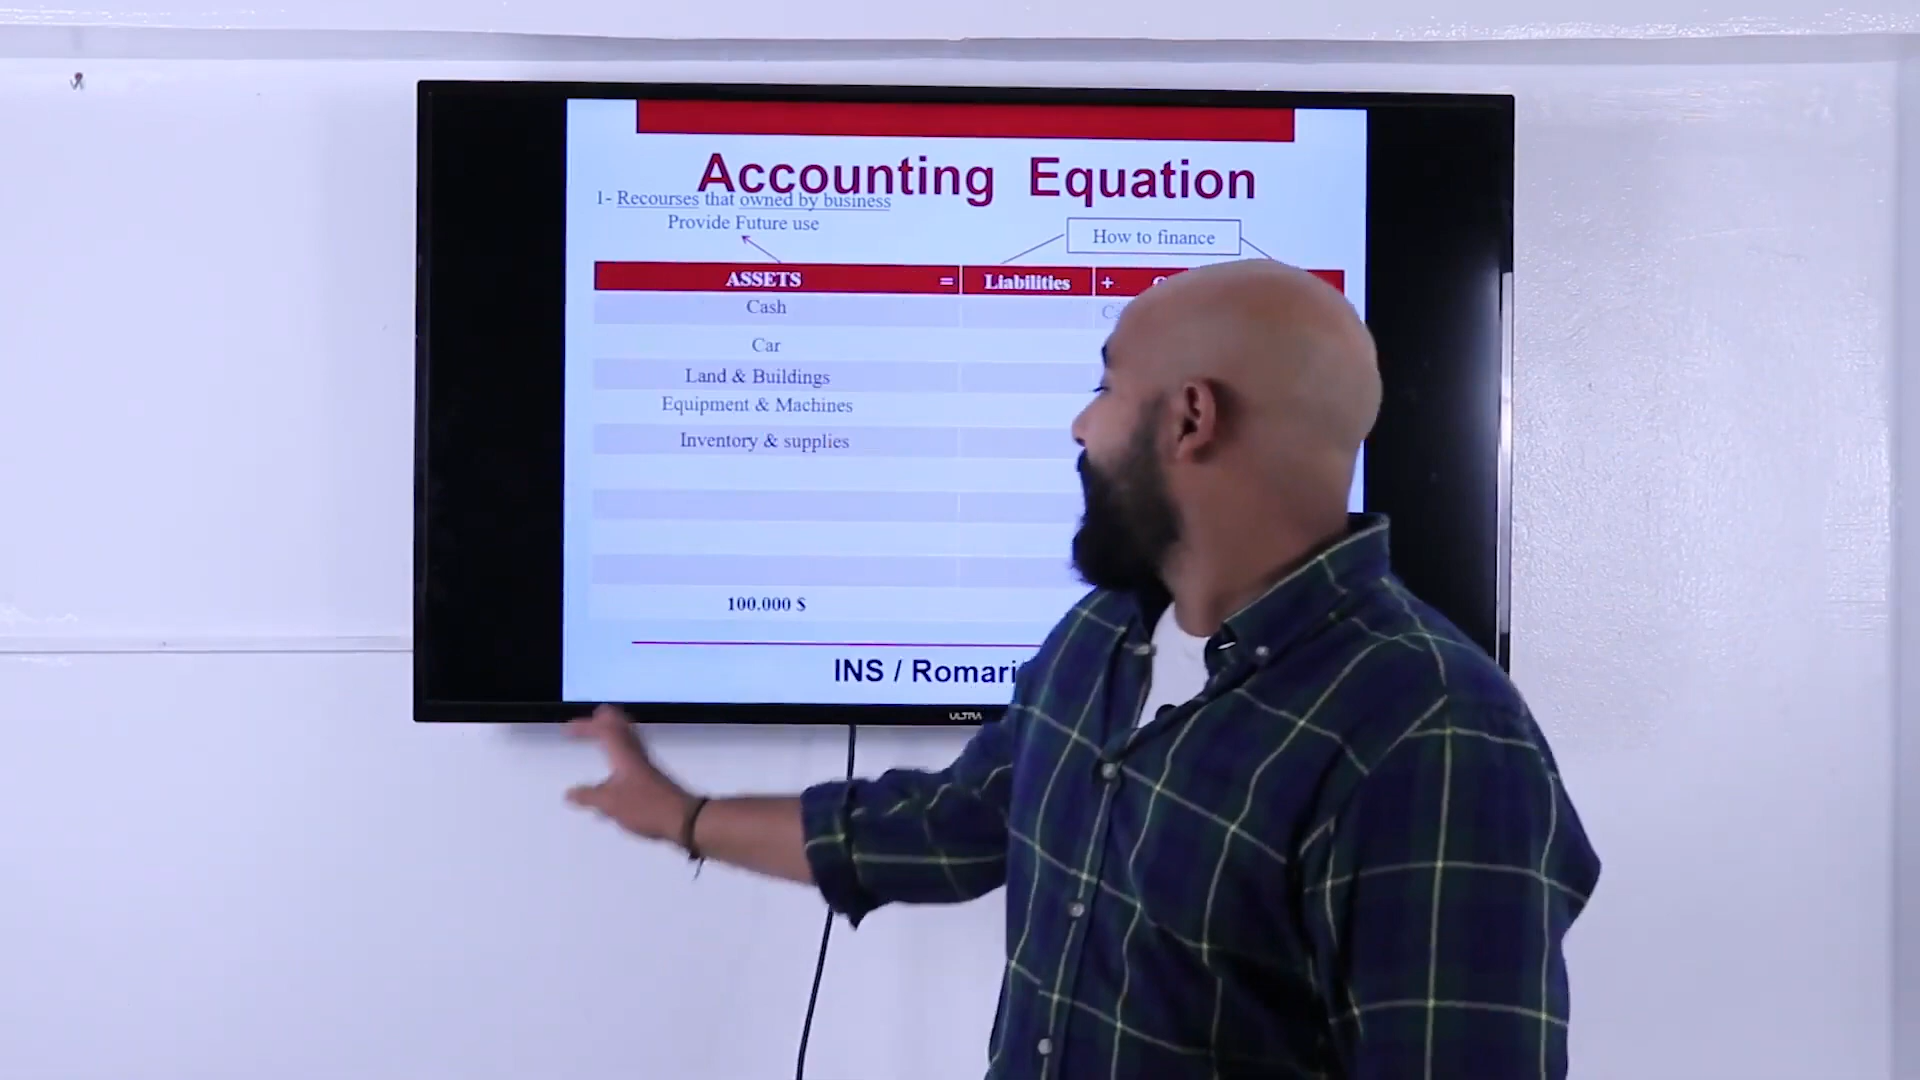 Accounting Equation
1- Recourses that owned by business
Provide Future use
How to finance
ASSETS = Liabilities +
Cash
Car
Land & Buildings
Equipment & Machines
Inventory & supplies
100.000 $
INS /
ULTRA